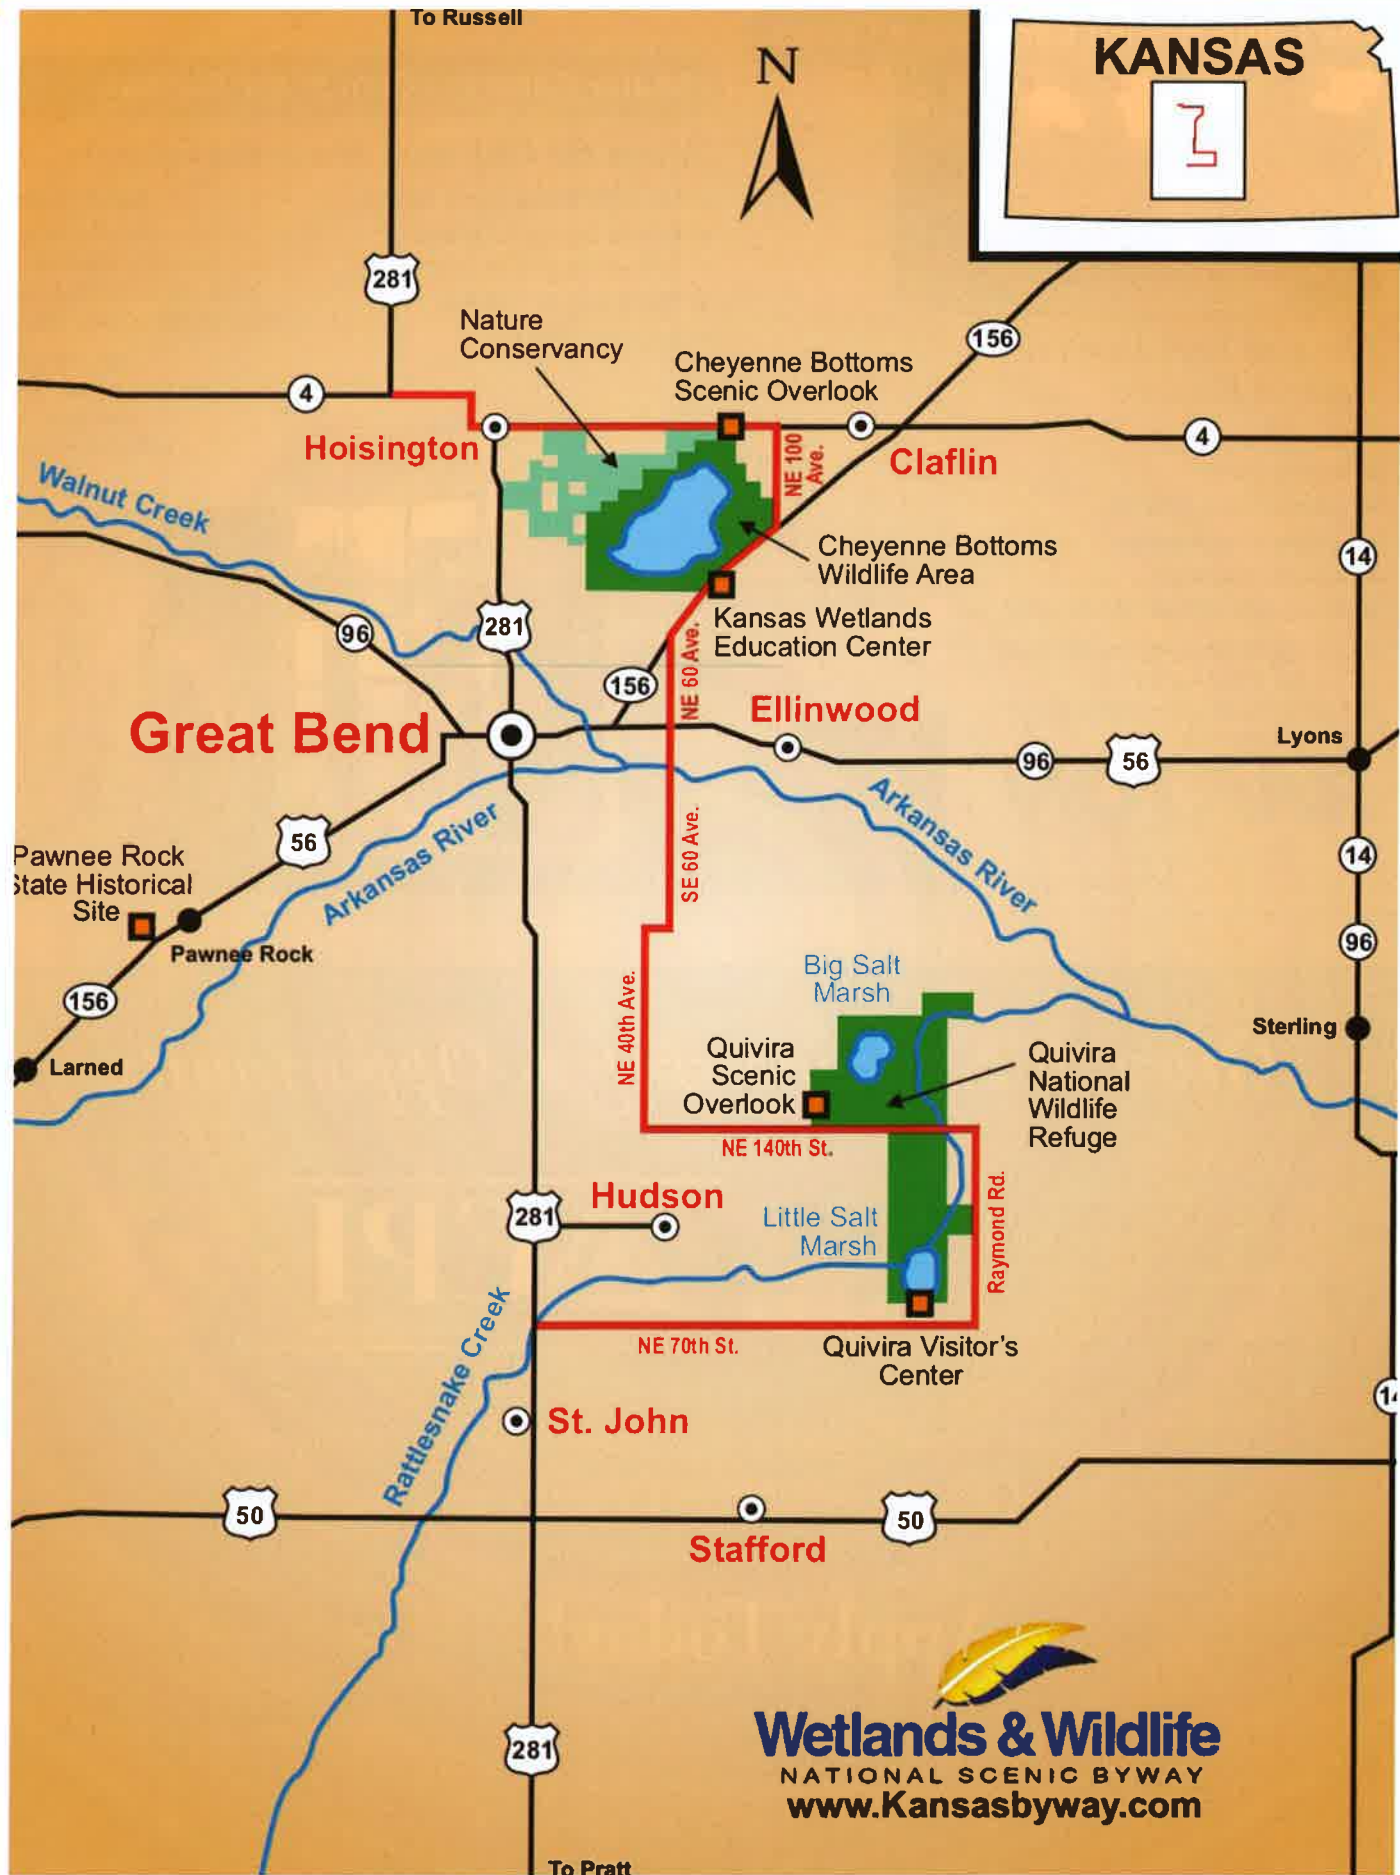 To Russell
N
KANSAS
281
Nature
Conservancy
156
Cheyenne Bottoms
Scenic Overlook
4
4
Hoisington
NE 100
Ave.
Claflin
Walnut Creek
Cheyenne Bottoms
Wildlife Area
14
96
281
Kansas Wetlands
Education Center
156
NE 60 Ave.
Ellinwood
Great Bend
Lyons
96
56
Arkansas River
56
Arkansas River
SE 60 Ave.
14
Pawnee Rock
State Historical
Site
Pawnee Rock
96
156
Big Salt
Marsh
NE 40th Ave.
Sterling
Larned
Quivira
Scenic
Overlook
Quivira
National
Wildlife
Refuge
NE 140th St.
Hudson
281
Little Salt
Marsh
Raymond Rd.
Rattlesnake Creek
NE 70th St.
Quivira Visitor's
Center
14
St. John
50
50
Stafford
281
Wetlands & Wildlife
NATIONAL SCENIC BYWAY
www.Kansasbyway.com
To Pratt